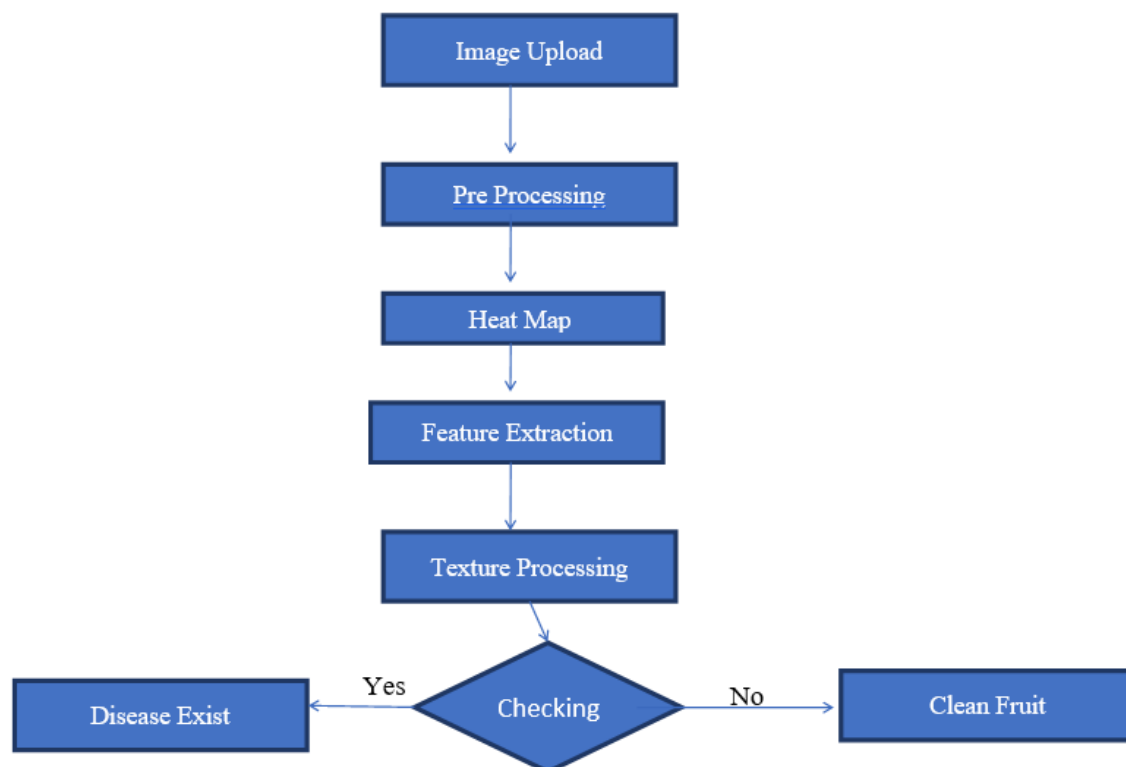 Image Upload
Pre Processing
Heat Map
Feature Extraction
Texture Processing
Yes
Checking
No
Disease Exist
Clean Fruit